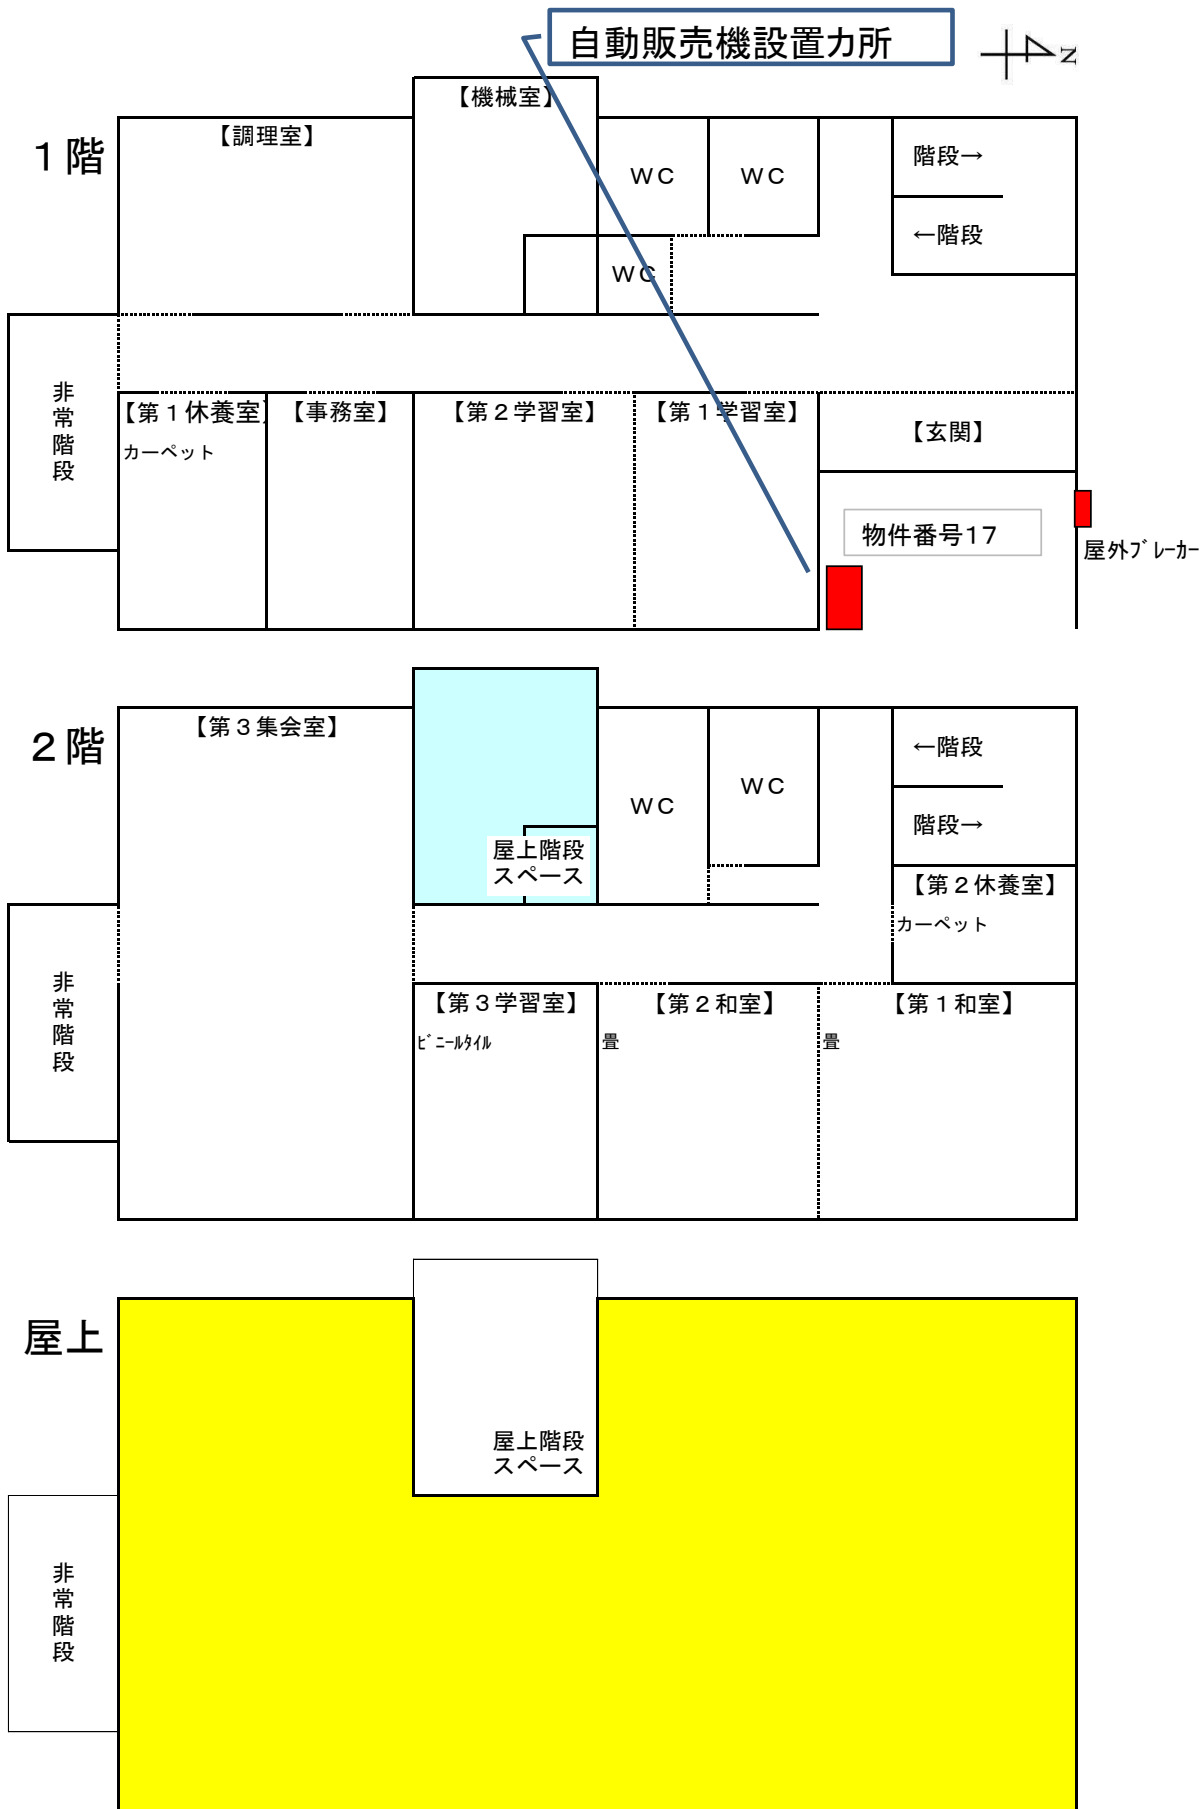 自動販売機設置カ所
N
1階
【調理室】
【機械室】
ＷＣ
ＷＣ
階段→
←階段
ＷＣ
非常階段
【第１休養室】
カーペット
【事務室】
【第２学習室】
【第１学習室】
【玄関】
物件番号17
屋外ﾌﾞﾚｰｶｰ
2階
【第３集会室】
屋上階段
スペース
ＷＣ
ＷＣ
←階段
階段→
【第２休養室】
カーペット
非常階段
【第３学習室】
ﾋﾞﾆｰﾙﾀｲﾙ
【第２和室】
畳
【第１和室】
畳
屋上
屋上階段
スペース
非常階段